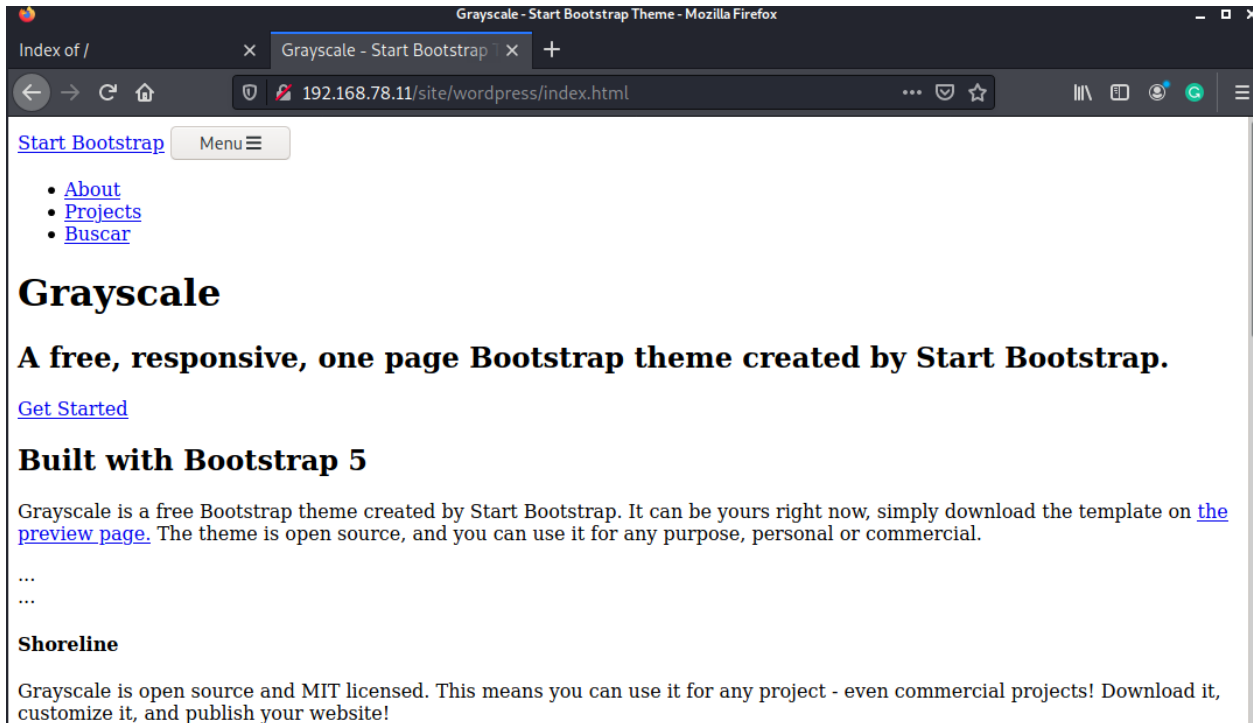 Grayscale - Start Bootstrap Theme - Mozilla Firefox
Index of /
Grayscale - Start Bootstrap T
192.168.78.11/site/wordpress/index.html
Start Bootstrap Menu
About
Projects
Buscar
Grayscale
A free, responsive, one page Bootstrap theme created by Start Bootstrap.
Get Started
Built with Bootstrap 5
Grayscale is a free Bootstrap theme created by Start Bootstrap. It can be yours right now, simply download the template on the
preview page. The theme is open source, and you can use it for any purpose, personal or commercial.
...
...
Shoreline
Grayscale is open source and MIT licensed. This means you can use it for any project - even commercial projects! Download it,
customize it, and publish your website!